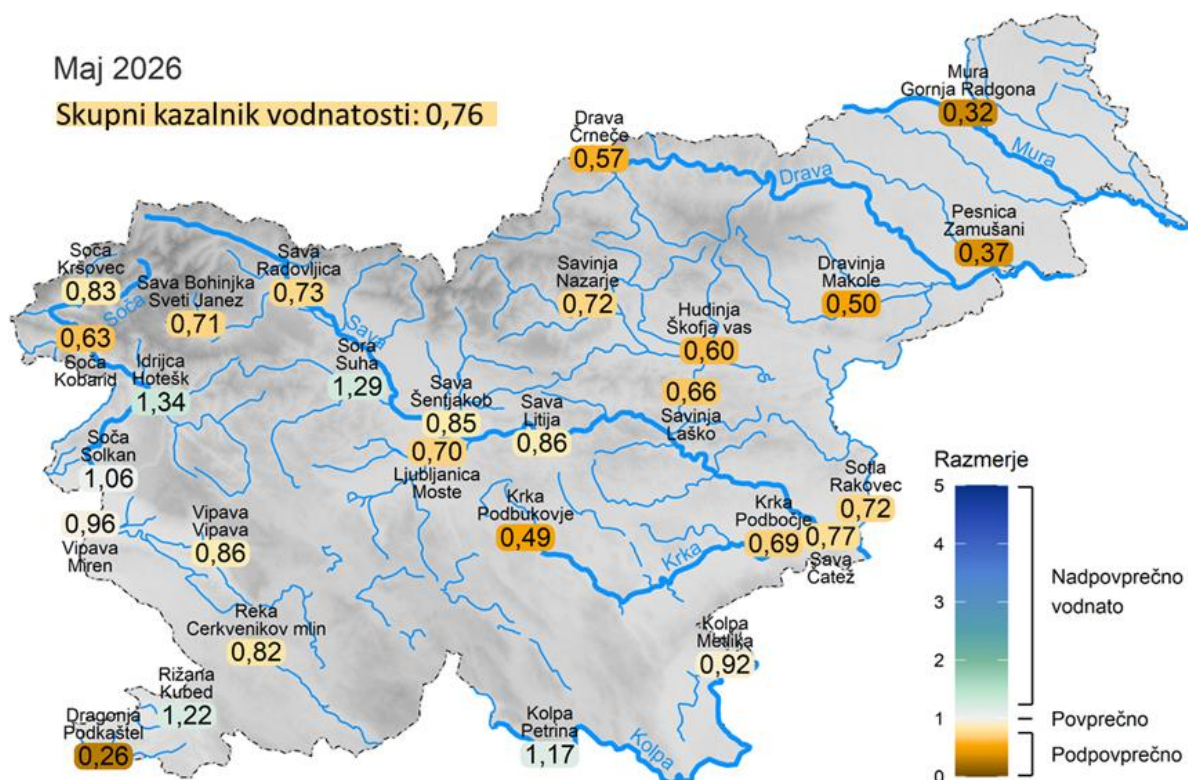 Maj 2026
Skupni kazalnik vodnatosti: 0,76
Mura
Gornja Radgona
0,32
Mura
Drava
Črneče
0,57
Drava
Pesnica
Zamušani
0,37
Dravinja
Makole
0,50
Soča
Kršovec
0,83
Soča
Sava Bohinjka
Sveti Janez
0,71
Sava
Radovljica
0,73
Savinja
Nazarje
0,72
Hudinja
Škofja vas
0,60
0,63
Soča
Kobarid
Idrijca
Hotešk
1,34
Sava
Sora
Suha
1,29
Sava
Šentjakob
0,85
0,70
Ljubljanica
Moste
Sava
Litija
0,86
0,66
Savinja
Laško
Soča
Solkan
1,06
0,96
Vipava
Miren
Vipava
Vipava
0,86
Krka
Podbukovje
0,49
Krka
Krka
Podbočje
0,69
0,77
Sava
Čatež
Sotla
Rakovec
0,72
Reka
Cerkvenikov mlin
0,82
Kolpa
Metlika
0,92
Rižana
Kubed
1,22
Dragonja
Podkaštel
0,26
Kolpa
Petrina
1,17
Kolpa
Razmerje
5
4
3
2
1
0
Nadpovprečno
vodnato
Povprečno
Podpovprečno